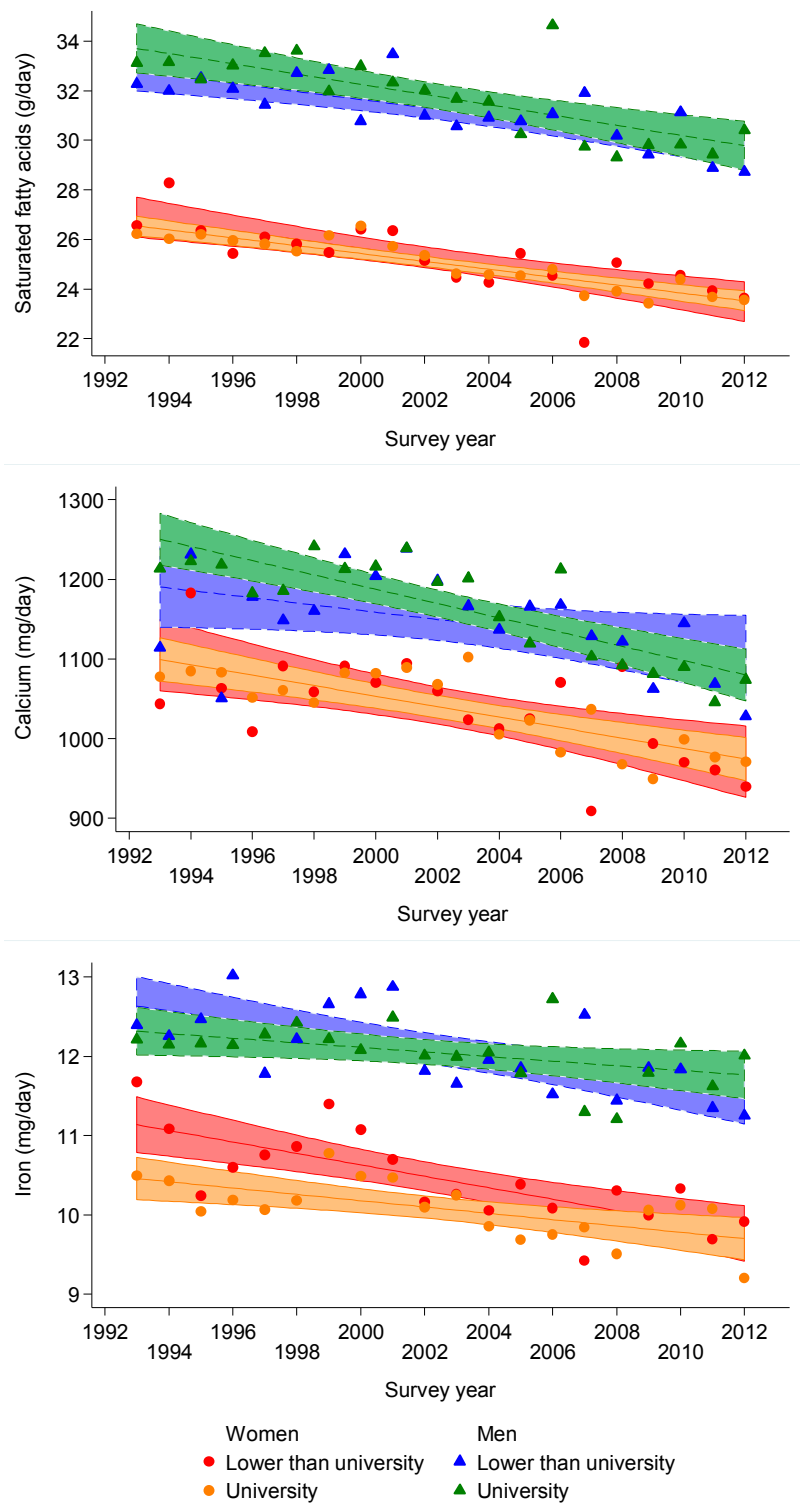 Saturated fatty acids (g/day)
34
32
30
28
26
24
22
1992 1996 2000 2004 2008 2012
1994 1998 2002 2006 2010
Survey year
Calcium (mg/day)
1300
1200
1100
1000
900
1992 1996 2000 2004 2008 2012
1994 1998 2002 2006 2010
Survey year
Iron (mg/day)
13
12
11
10
9
1992 1996 2000 2004 2008 2012
1994 1998 2002 2006 2010
Survey year
Women Men
Lower than university Lower than university
University University